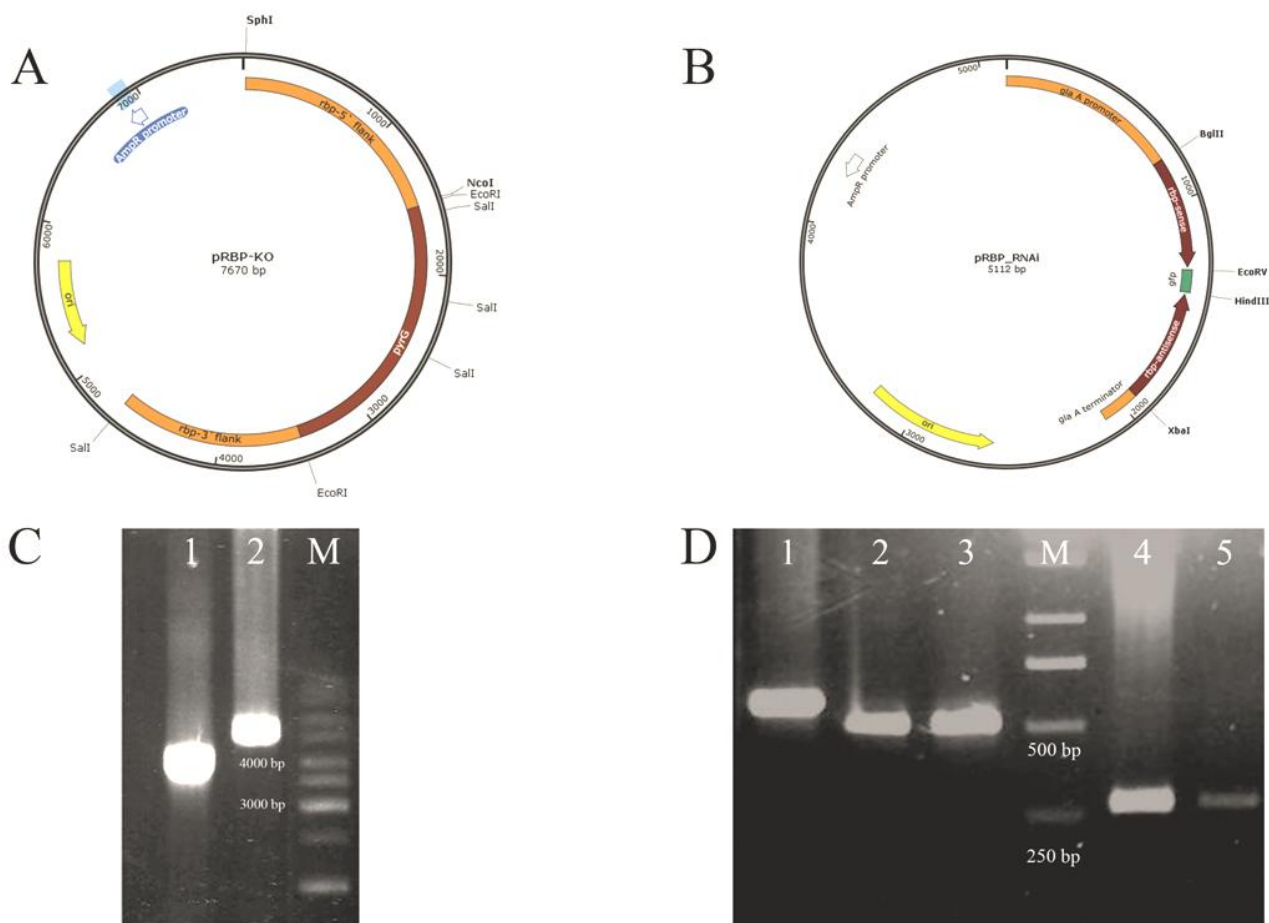 A
SphI
7000
AmpR promoter
rbp-5` flank
1000
NcoI
EcoRI
SalI
6000
pRBP-KO
7670 bp
2000
ori
SalI
pyrG
SalI
5000
3000
rbp-3`flank
SalI
4000
EcoRI
B
5000
gla A promoter
BglII
AmpR promoter
1000
rbp-sense
4000
pRBP_RNAi
5112 bp
gfp
EcoRV
HindIII
rbp-antisense
gla A terminator
2000
XbaI
ori
3000
C
1 2 M
4000 bp
3000 bp
D
1 2 3 M 4 5
500 bp
250 bp